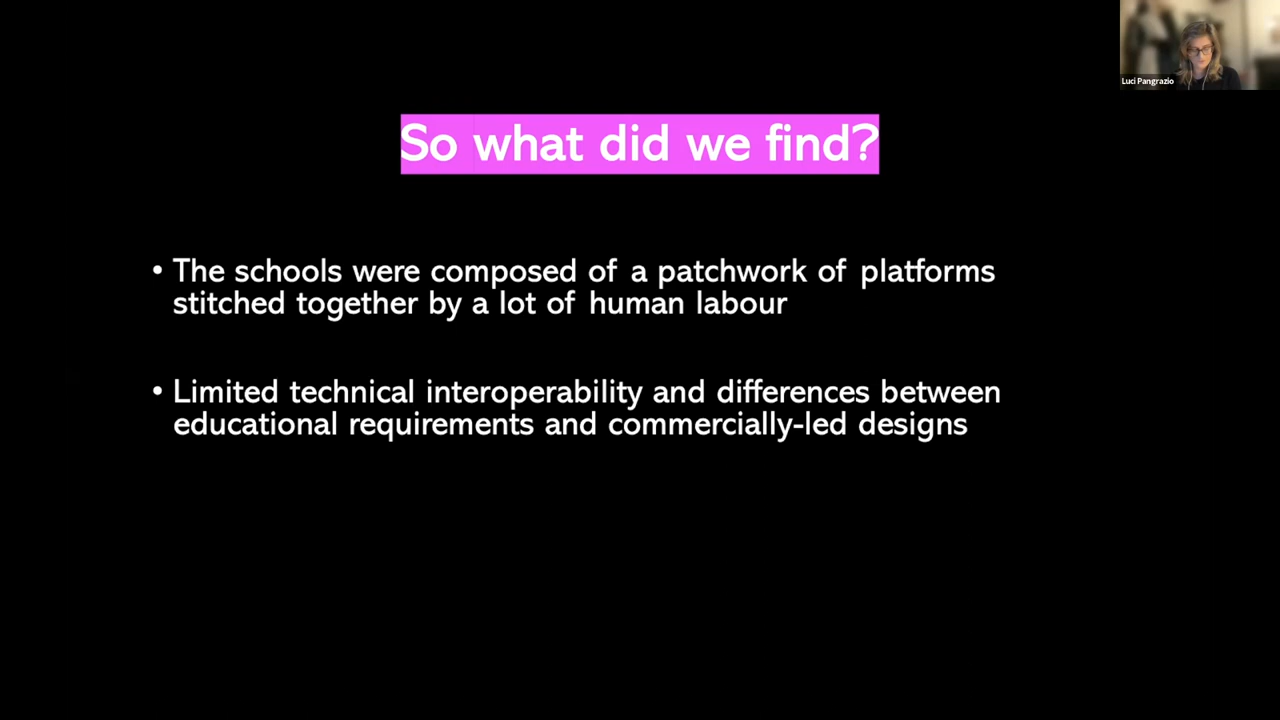 Luci Pangrazio
So what did we find?
• The schools were composed of a patchwork of platforms
stitched together by a lot of human labour
• Limited technical interoperability and differences between
educational requirements and commercially-led designs